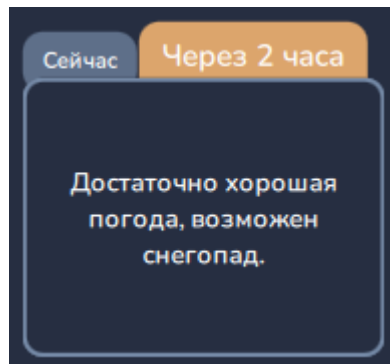 Сейчас
Через 2 часа
Достаточно хорошая
погода, возможен
снегопад.